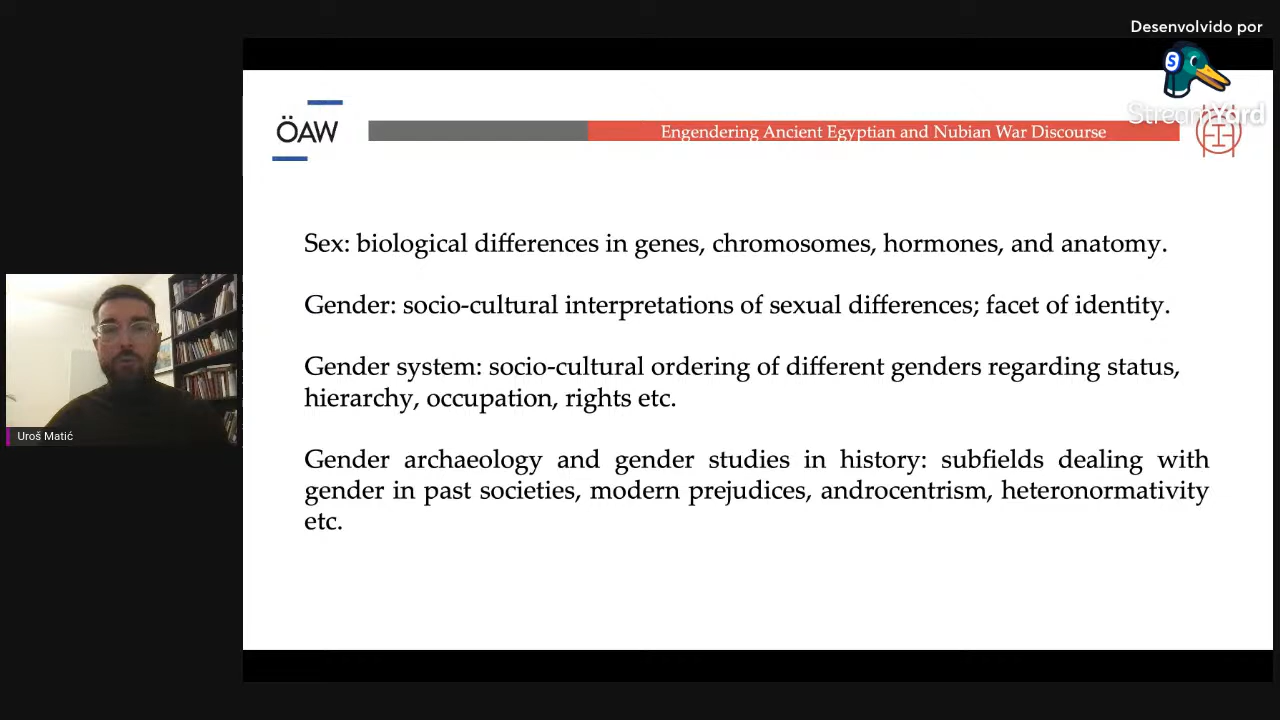 Desenvolvido por
S
StreamYard
ÖAW
Engendering Ancient Egyptian and Nubian War Discourse
Sex: biological differences in genes, chromosomes, hormones, and anatomy.
Gender: socio-cultural interpretations of sexual differences; facet of identity.
Gender system: socio-cultural ordering of different genders regarding status,
hierarchy, occupation, rights etc.
Gender archaeology and gender studies in history: subfields dealing with
gender in past societies, modern prejudices, androcentrism, heteronormativity
etc.
Uroš Matić